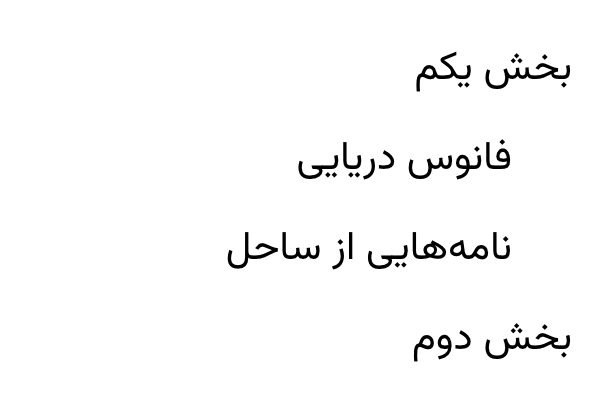 بخش یکم
فانوس دریایی
نامه‌هایی از ساحل
بخش دوم